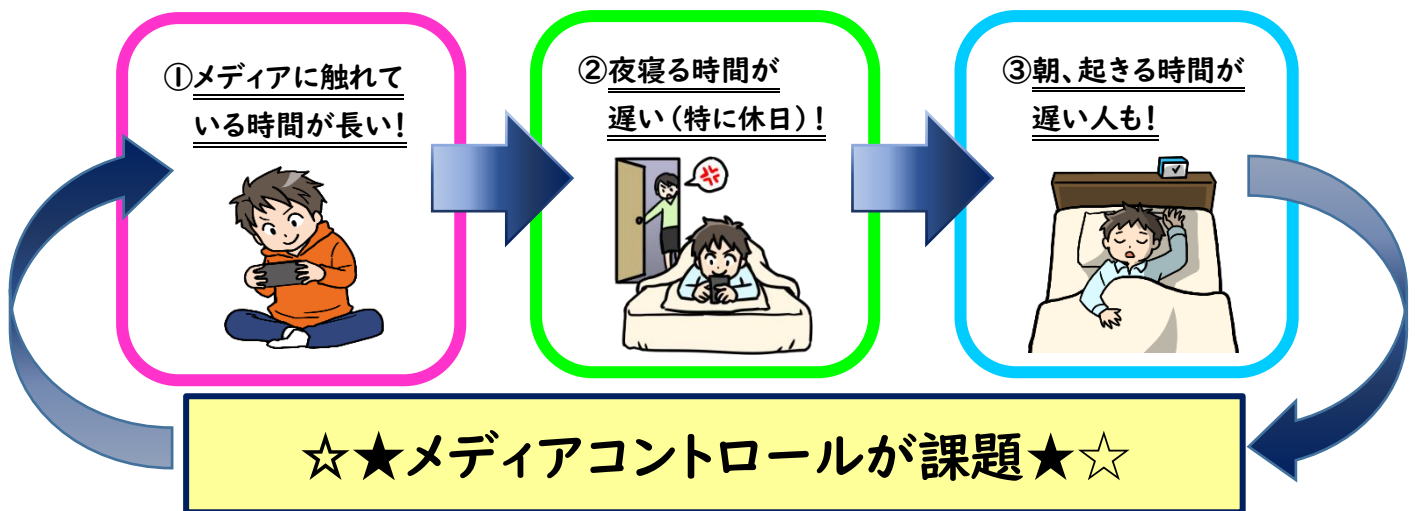 ①メディアに触れて
いる時間が長い!
②夜寝る時間が
遅い(特に休日)!
③朝、起きる時間が
遅い人も!
☆★メディアコントロールが課題★☆